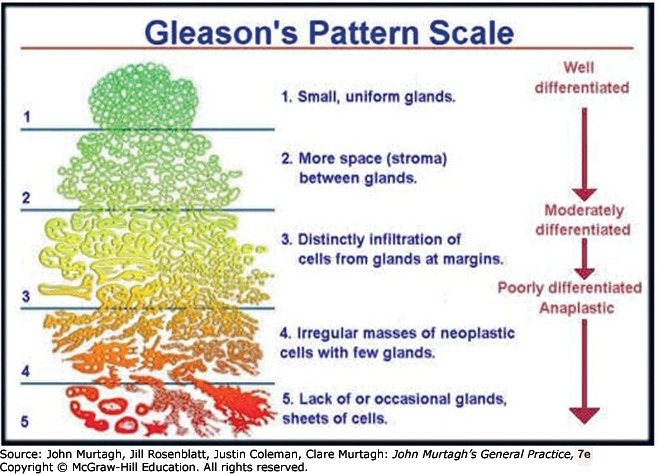 Gleason's Pattern Scale
1
1. Small, uniform glands.
2
2. More space (stroma)
between glands.
3
3. Distinctly infiltration of
cells from glands at margins.
4
4. Irregular masses of neoplastic
cells with few glands.
5
5. Lack of or occasional glands,
sheets of cells.
Well
differentiated
Moderately
differentiated
Poorly differentiated
Anaplastic
Source: John Murtagh, Jill Rosenblatt, Justin Coleman, Clare Murtagh: John Murtagh's General Practice, 7e
Copyright © McGraw-Hill Education. All rights reserved.